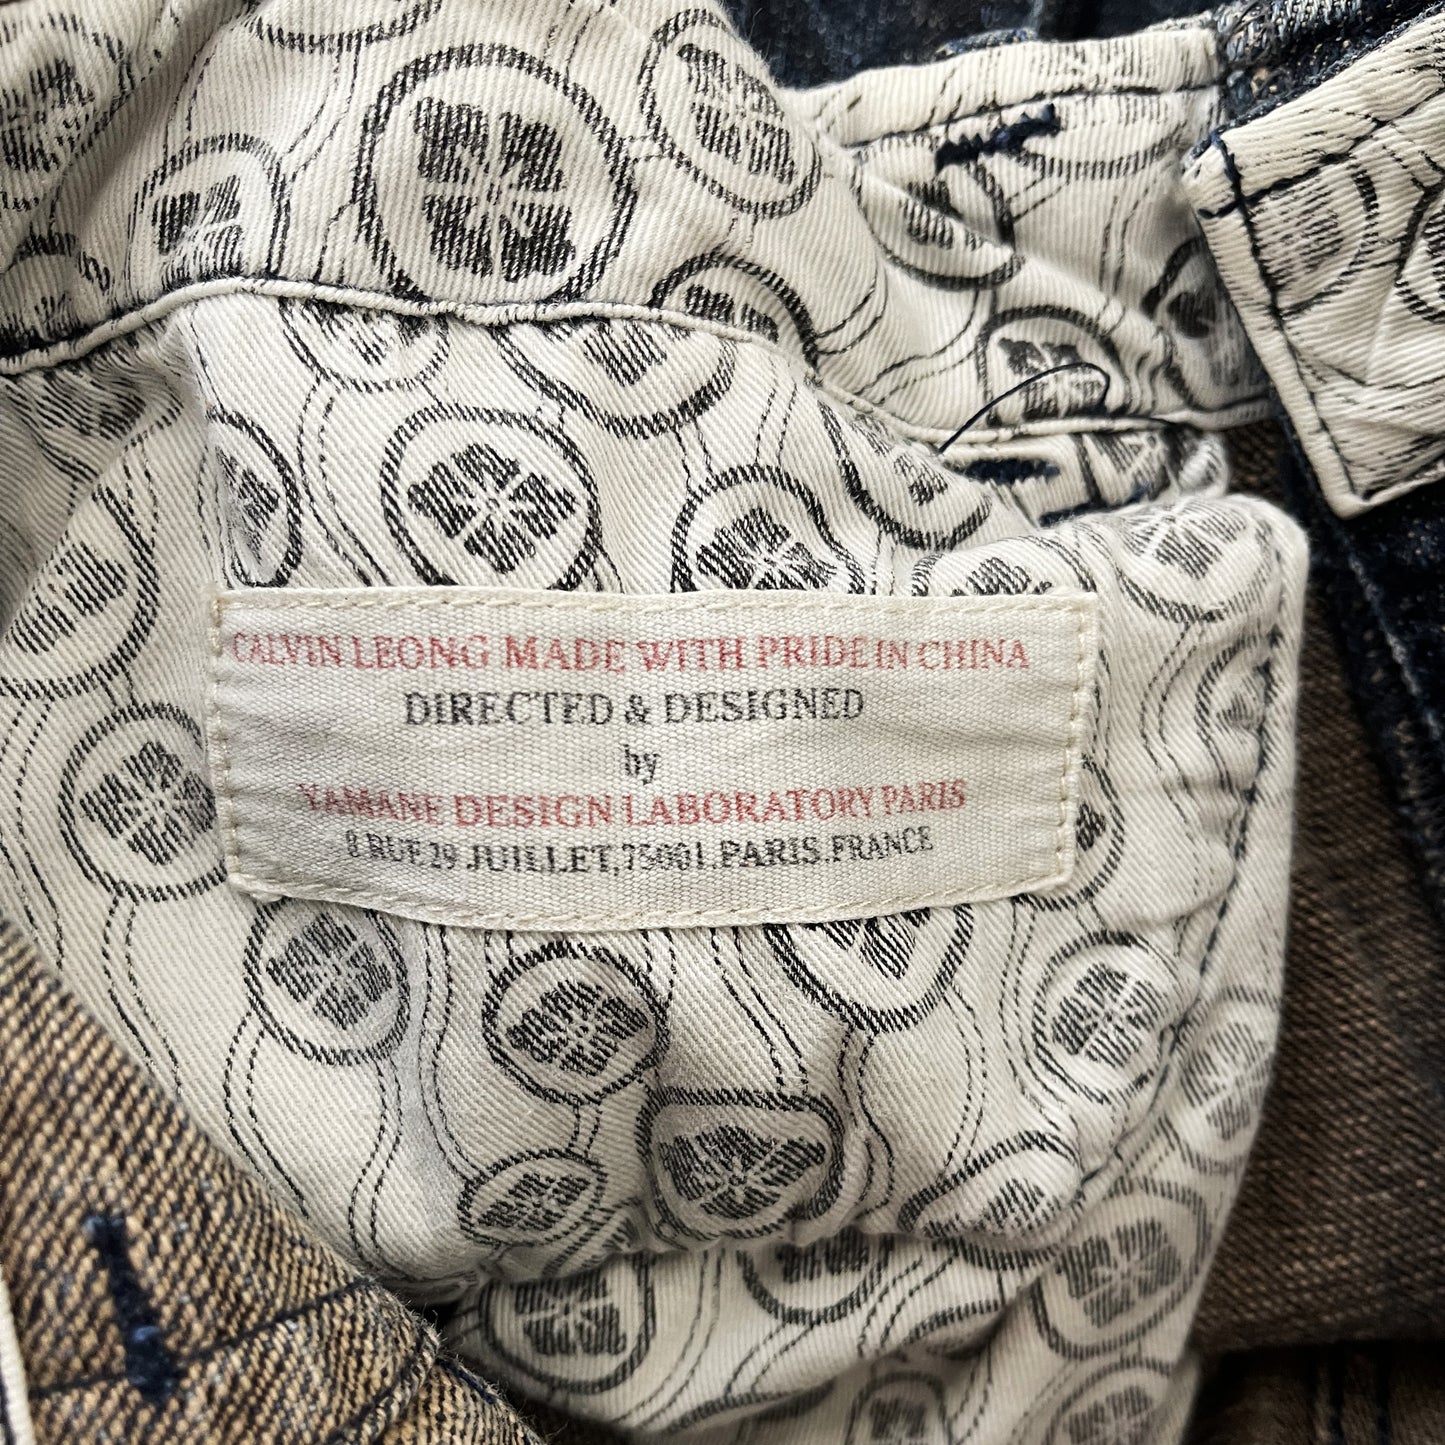 CALVIN LEONG MADE WITH PRIDE IN CHINA
DIRECTED & DESIGNED
by
YAMANE DESIGN LABORATORY PARIS
8 RUE 29 JUILLET,75001.PARIS.FRANCE